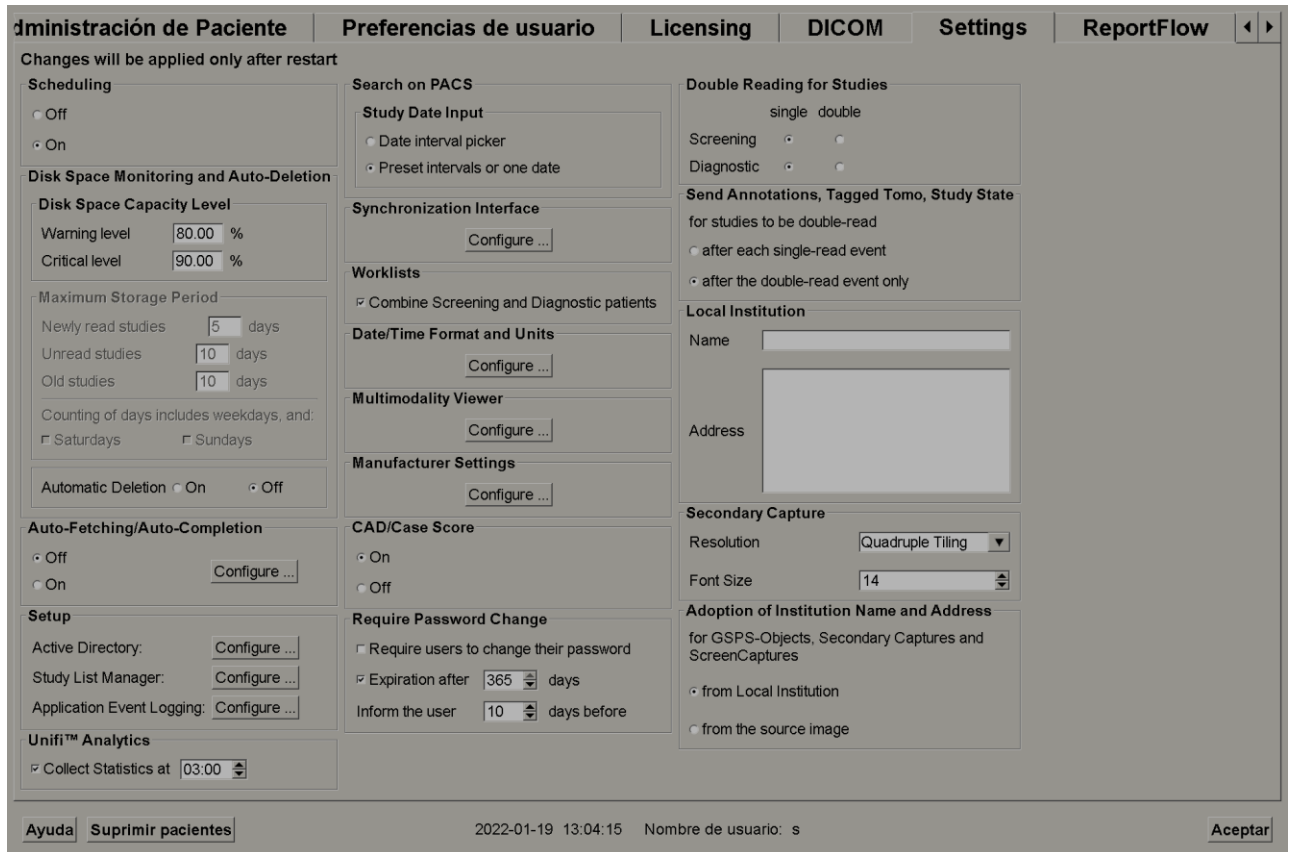 dministración de Paciente
Preferencias de usuario
Licensing
DICOM
Settings
ReportFlow
Changes will be applied only after restart
Scheduling
Off
On
Disk Space Monitoring and Auto-Deletion
Disk Space Capacity Level
Warning level 80.00 %
Critical level 90.00 %
Maximum Storage Period
Newly read studies 5 days
Unread studies 10 days
Old studies 10 days
Counting of days includes weekdays, and:
Saturdays Sundays
Automatic Deletion On Off
Auto-Fetching/Auto-Completion
Off
Configure ...
On
Setup
Active Directory: Configure ...
Study List Manager: Configure ...
Application Event Logging: Configure ...
Unifi™ Analytics
Collect Statistics at 03:00
Search on PACS
Study Date Input
Date interval picker
Preset intervals or one date
Synchronization Interface
Configure ...
Worklists
Combine Screening and Diagnostic patients
Date/Time Format and Units
Configure ...
Multimodality Viewer
Configure ...
Manufacturer Settings
Configure ...
CAD/Case Score
On
Off
Require Password Change
Require users to change their password
Expiration after 365 days
Inform the user 10 days before
Double Reading for Studies
single double
Screening
Diagnostic
Send Annotations, Tagged Tomo, Study State
for studies to be double-read
after each single-read event
after the double-read event only
Local Institution
Name
Address
Secondary Capture
Resolution Quadruple Tiling
Font Size 14
Adoption of Institution Name and Address
for GSPS-Objects, Secondary Captures and
ScreenCaptures
from Local Institution
from the source image
Ayuda Suprimir pacientes 2022-01-19 13:04:15 Nombre de usuario: s Aceptar